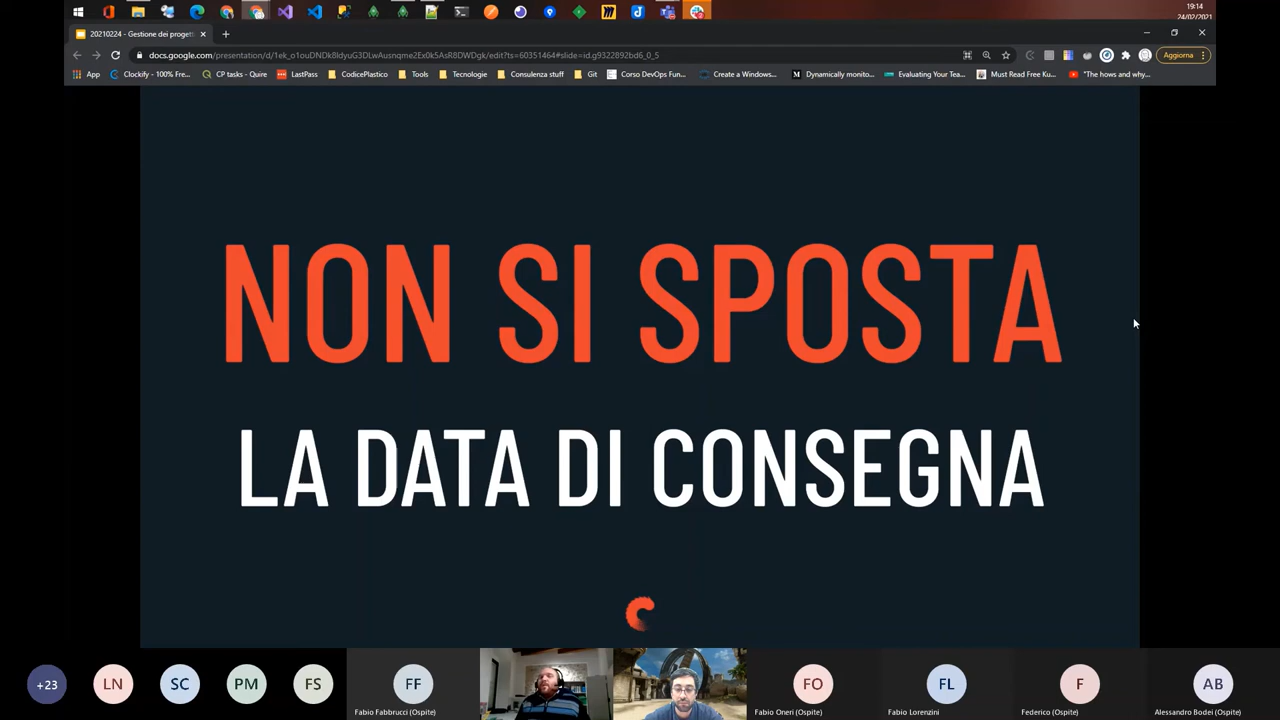 19:14
24/02/2021
20210224 - Gestione dei progett
docs.google.com/presentation/d/1ek_o1ouDNDk8ldyuG3DLwAusnqme2Ex0k5AsR8DWDgk/edit?ts=60351464#slide=id.g9322892bd6_0_5
Aggiorna
App
Clockify - 100% Fre...
CP tasks - Quire
LastPass
CodicePlastico
Tools
Tecnologie
Consulenza stuff
Git
Corso DevOps Fun...
Create a Windows...
Dynamically monito...
Evaluating Your Tea...
Must Read Free Ku...
"The hows and why...
NON SI SPOSTA
LA DATA DI CONSEGNA
+23
LN
SC
PM
FS
FF
Fabio Fabbrucci (Ospite)
FO
Fabio Oneri (Ospite)
FL
Fabio Lorenzini
F
Federico (Ospite)
AB
Alessandro Bodei (Ospite)